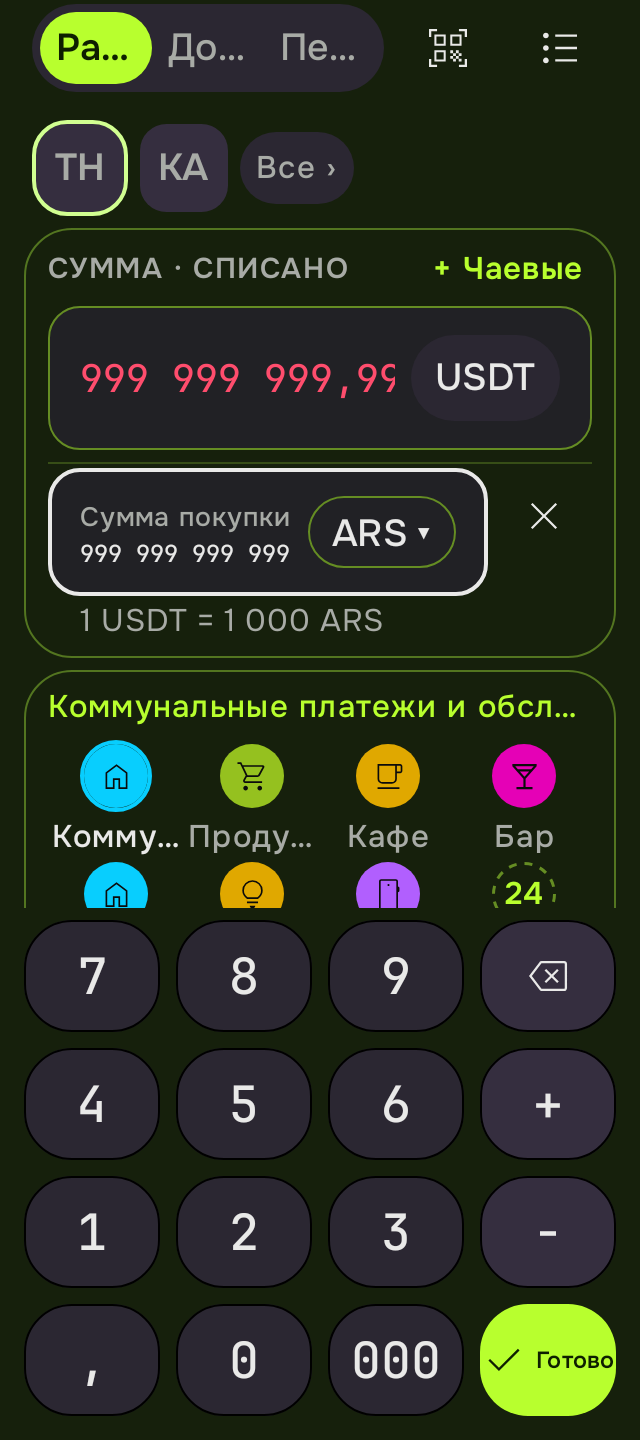 Ра... До... Пе...
TH KA Все ›
СУММА · СПИСАНО + Чаевые
999 999 999,99 USDT
Сумма покупки
999 999 999 999 ARS ▾
1 USDT = 1 000 ARS
Коммунальные платежи и обсл...
Комму... Проду... Кафе Бар
24
7 8 9
4 5 6 +
1 2 3 -
, 0 000 Готово